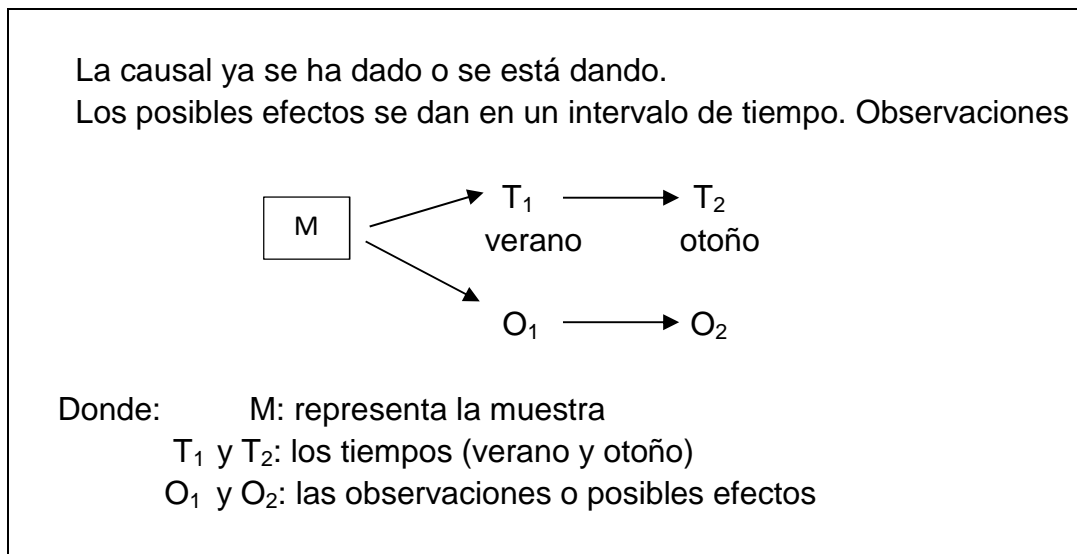 La causal ya se ha dado o se está dando.
Los posibles efectos se dan en un intervalo de tiempo. Observaciones
M
T₁ T₂
verano otoño
O₁ O₂
Donde: M: representa la muestra
T₁ y T₂: los tiempos (verano y otoño)
O₁ y O₂: las observaciones o posibles efectos